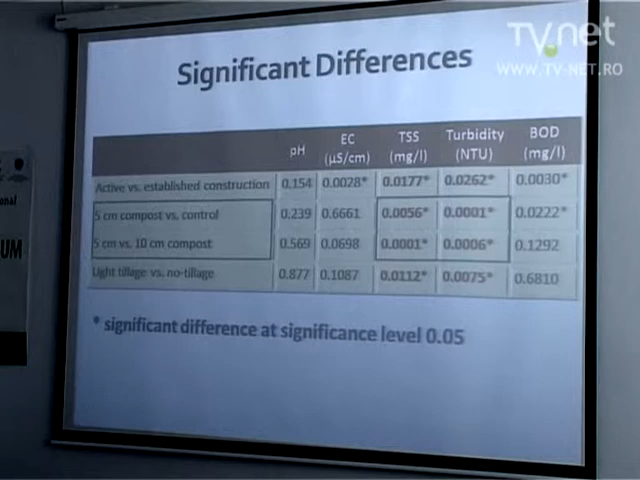 tv.net
WWW.TV-NET.RO
Significant Differences
pH EC (µS/cm) TSS (mg/l) Turbidity (NTU) BOD (mg/l)
Active vs. established construction 0.154 0.0028* 0.0177* 0.0262* 0.0030*
5 cm compost vs. control 0.239 0.6661 0.0056* 0.0001* 0.0222*
5 cm vs. 10 cm compost 0.569 0.0698 0.0001* 0.0006* 0.1292
Light tillage vs. no-tillage 0.877 0.1087 0.0112* 0.0075* 0.6810
* significant difference at significance level 0.05
onal
UM